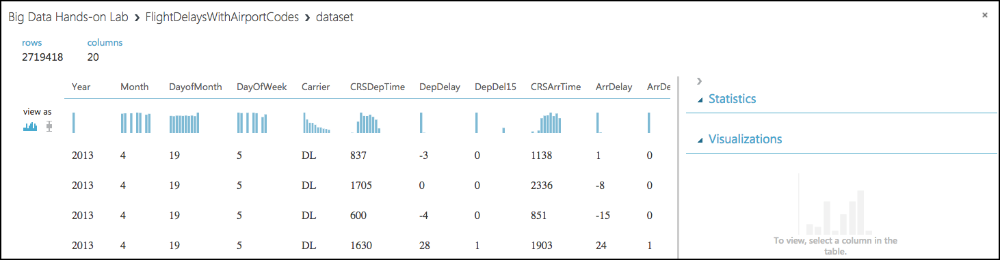 Big Data Hands-on Lab > FlightDelaysWithAirportCodes > dataset ×
rows columns
2719418 20
Year Month DayofMonth DayOfWeek Carrier CRSDepTime DepDelay DepDel15 CRSArrTime ArrDelay ArrDe
view as
2013 4 19 5 DL 837 -3 0 1138 1 0
2013 4 19 5 DL 1705 0 0 2336 -8 0
2013 4 19 5 DL 600 -4 0 851 -15 0
2013 4 19 5 DL 1630 28 1 1903 24 1
Statistics
Visualizations
To view, select a column in the
table.